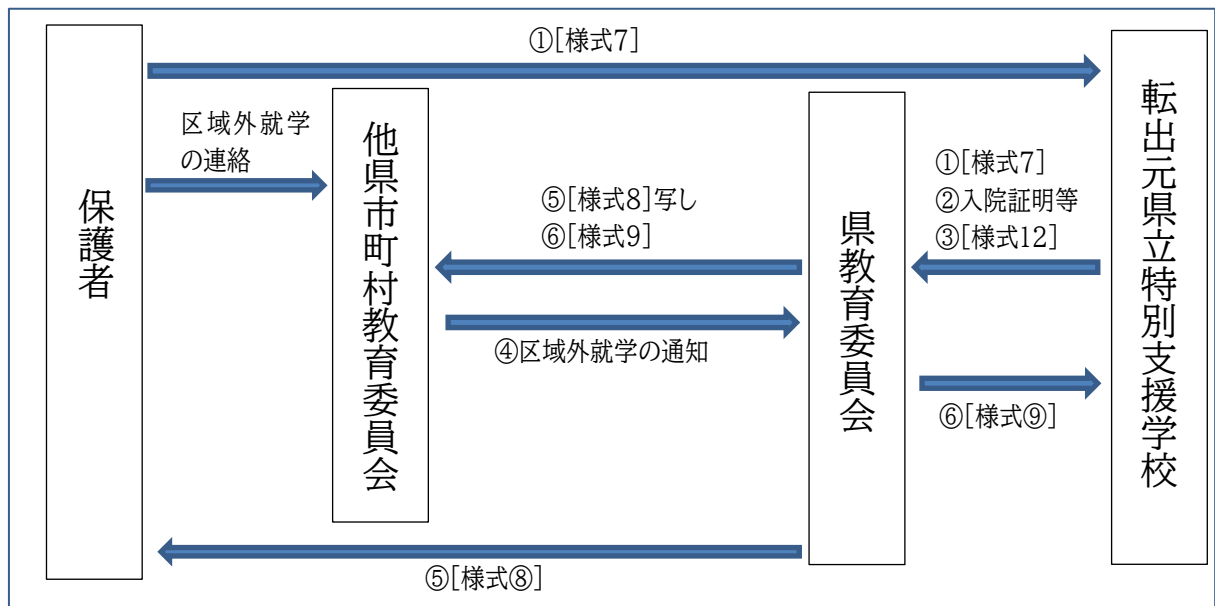 ①[様式7]
保護者
区域外就学
の連絡
他県市町村教育委員会
⑤[様式8]写し
⑥[様式9]
④区域外就学の通知
県教育委員会
①[様式7]
②入院証明等
③[様式12]
⑥[様式⑨]
転出元県立特別支援学校
⑤[様式⑧]